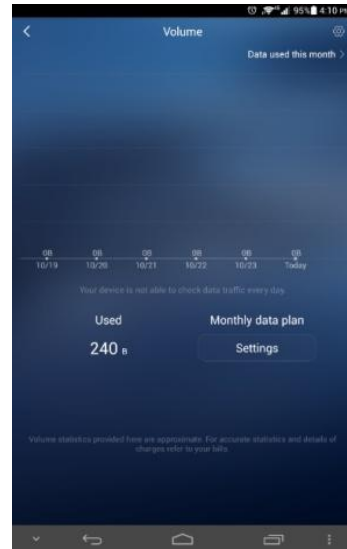 95% 4:10 PM
Volume
Data used this month
0B 0B 0B 0B 0B 0B
10/19 10/20 10/21 10/22 10/23 Today
Your device is not able to check data traffic every day.
Used Monthly data plan
240 B Settings
Volume statistics provided here are approximate. For accurate statistics and details of
charges refer to your bills.